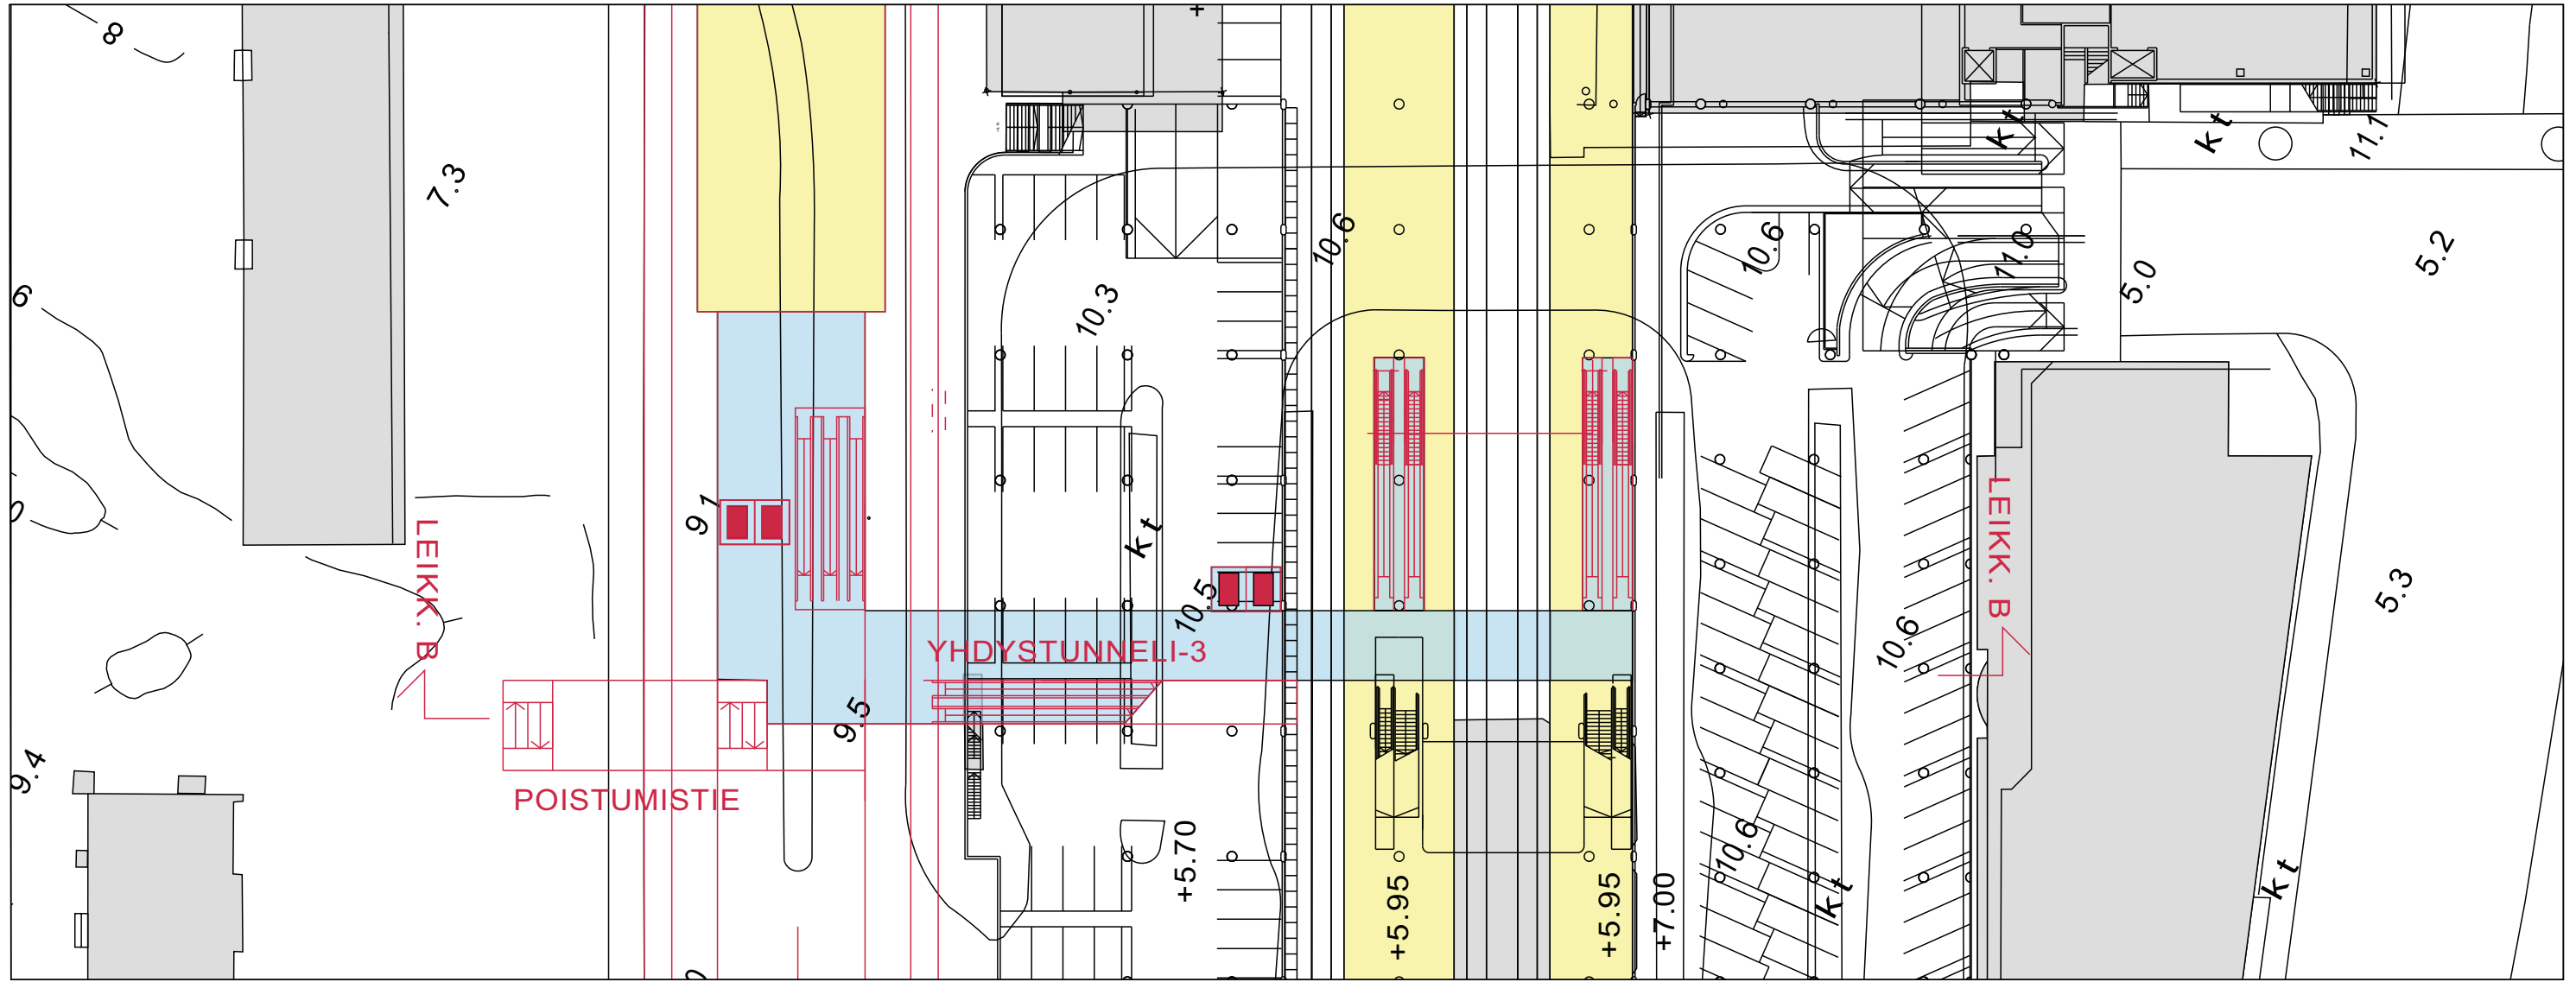 8
7.3
6
10.3
10.6
10.6
k t
k t
11.1
11.0
5.0
5.2
9 1
k t
10.5
LEIKK. B
LEIKK. B
YHDYSTUNNELI-3
10.6
5.3
9.5
9.4
POISTUMISTIE
+5.70
+5.95
+5.95
+7.00
10.6
k t
k t